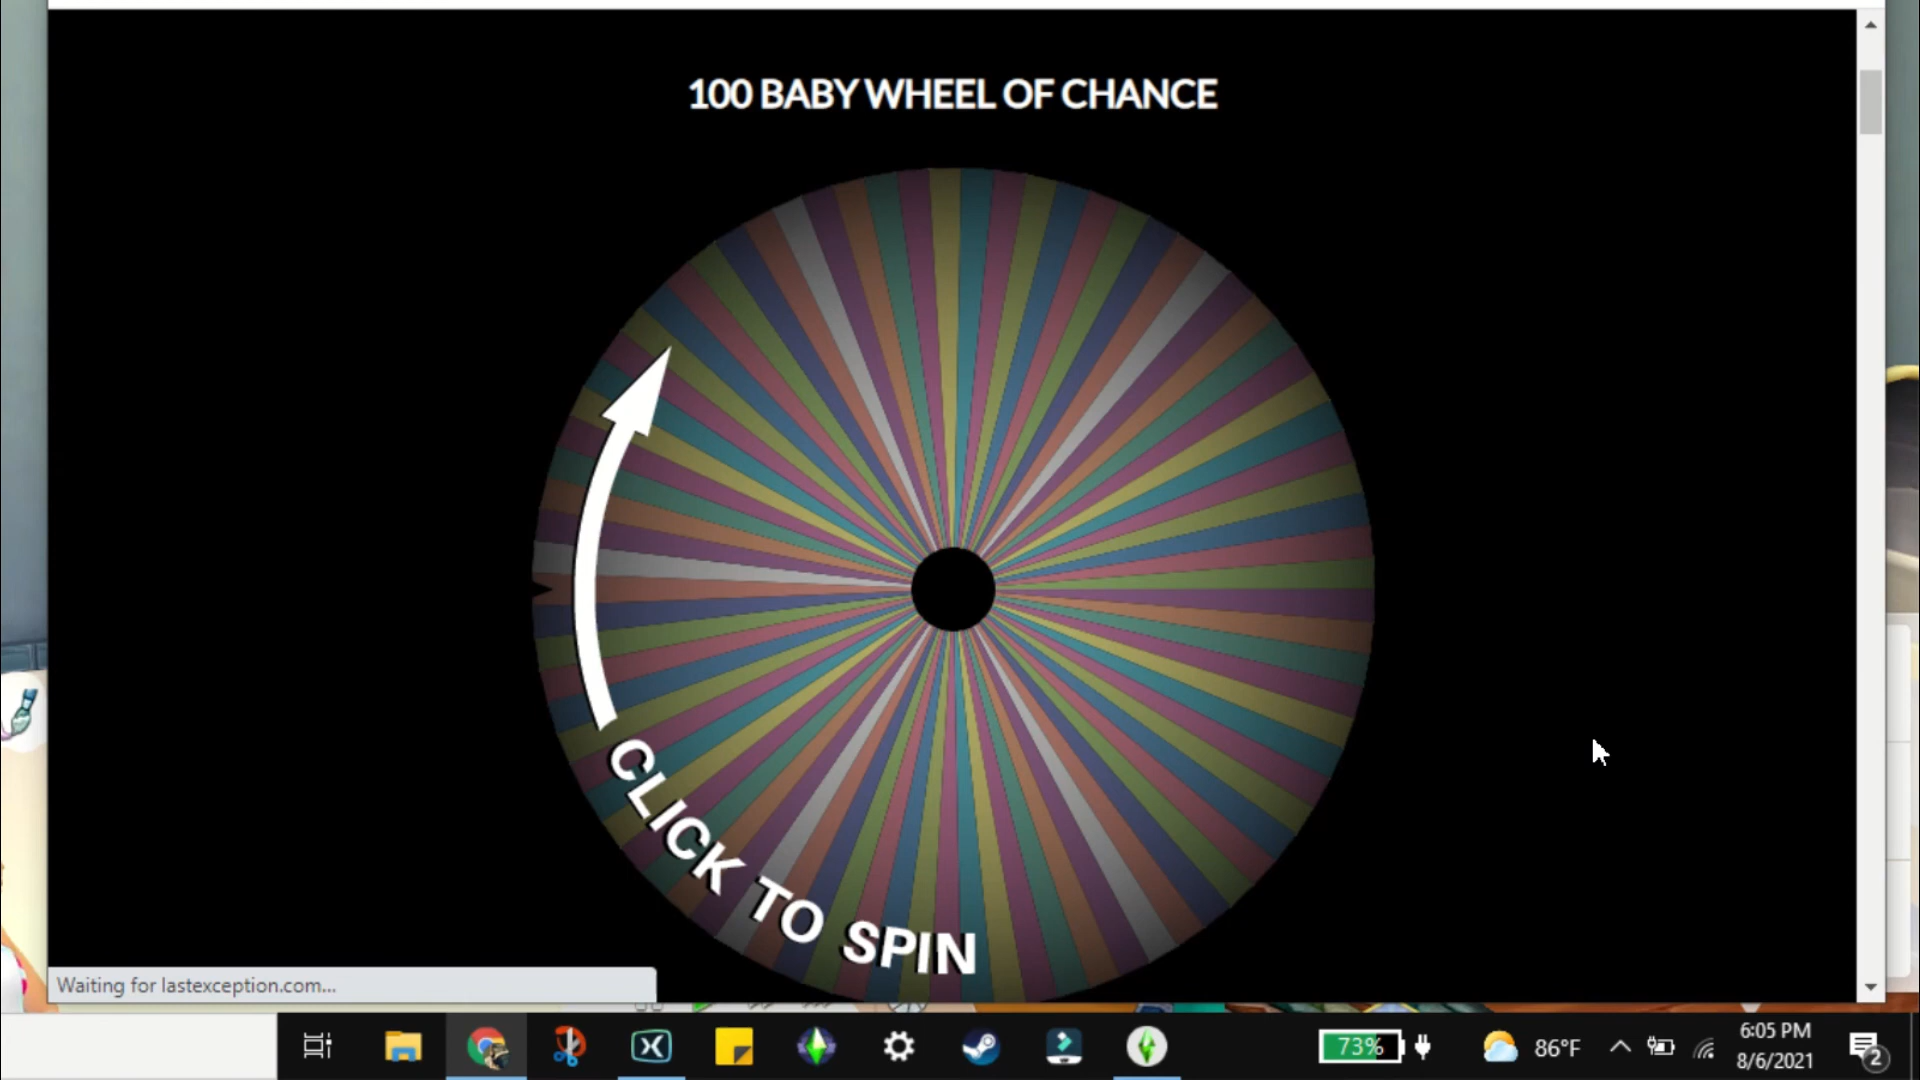 100 BABY WHEEL OF CHANCE
CLICK TO SPIN
Waiting for lastexception.com...
73%
86°F
6:05 PM
8/6/2021
2